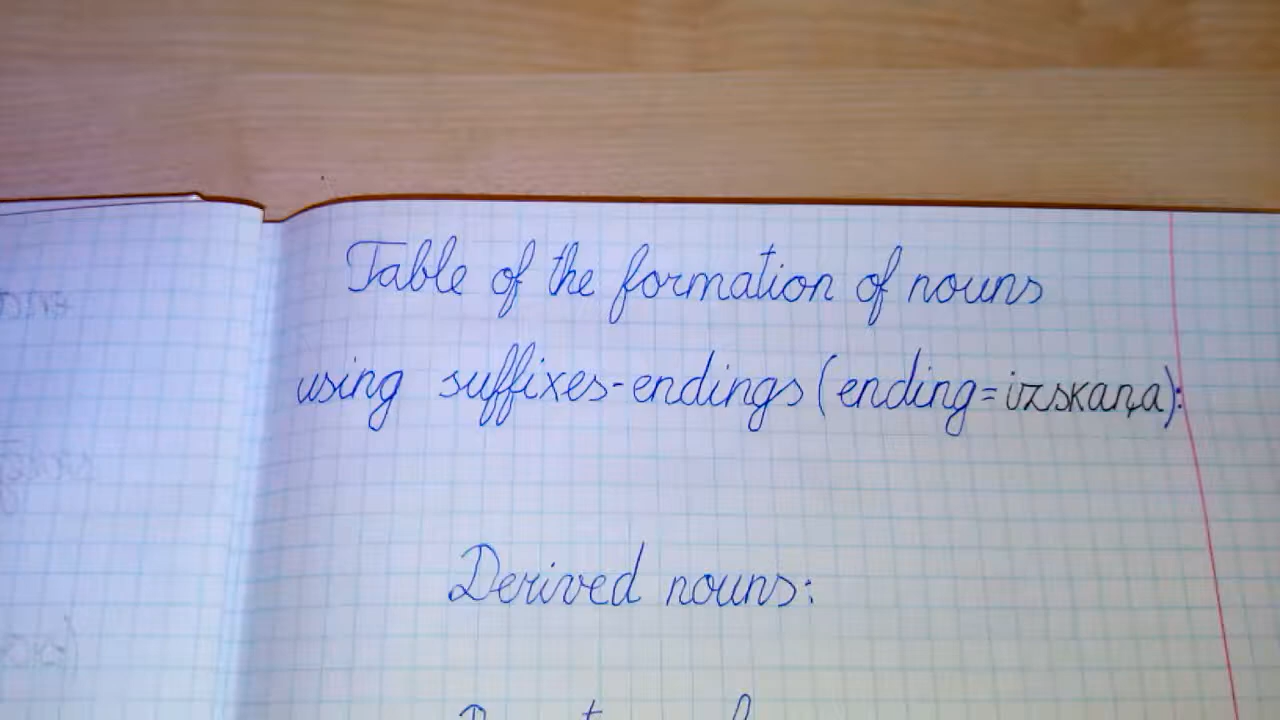 Table of the formation of nouns
using suffixes-endings (ending=izskaņa):
Derived nouns: